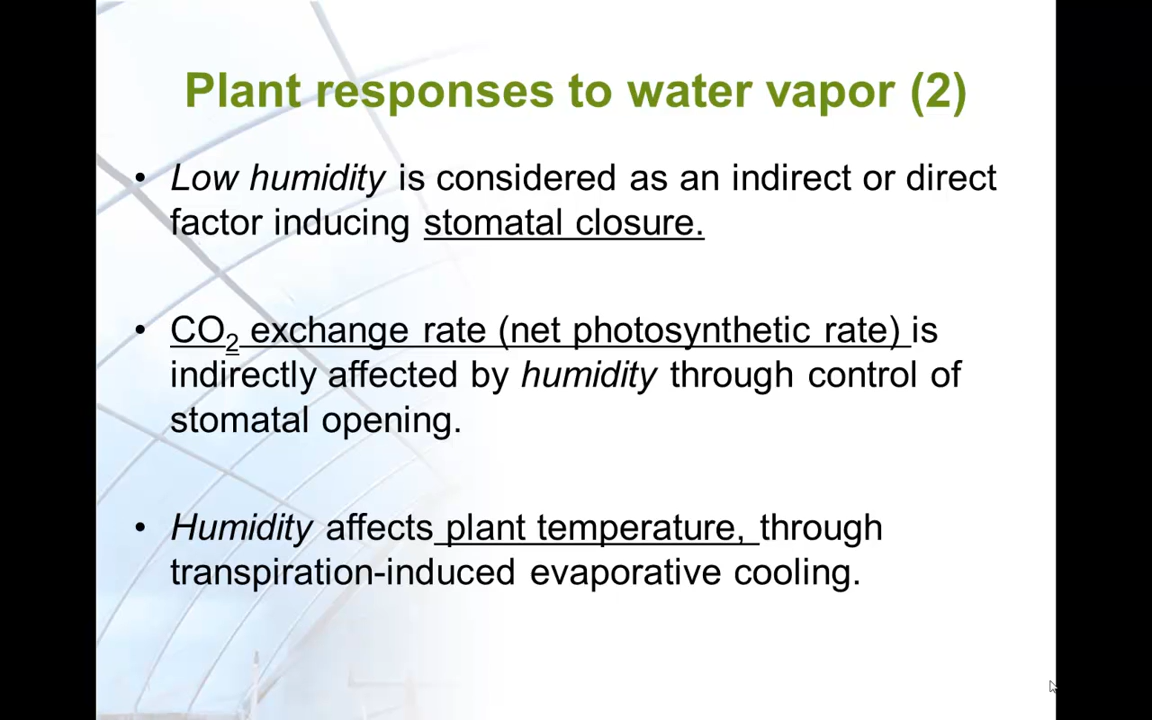 Plant responses to water vapor (2)
• Low humidity is considered as an indirect or direct
factor inducing stomatal closure.
• CO₂ exchange rate (net photosynthetic rate) is
indirectly affected by humidity through control of
stomatal opening.
• Humidity affects plant temperature, through
transpiration-induced evaporative cooling.